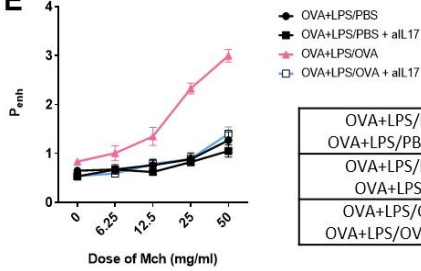 E
4
3
2
1
0
Penh
0
6.25
12.5
25
50
Dose of Mch (mg/ml)
OVA+LPS/PBS
OVA+LPS/PBS + aIL17
OVA+LPS/OVA
OVA+LPS/OVA + aIL17
OVA+LPS/
OVA+LPS/PB
OVA+LPS/
OVA+LPS
OVA+LPS/
OVA+LPS/OV